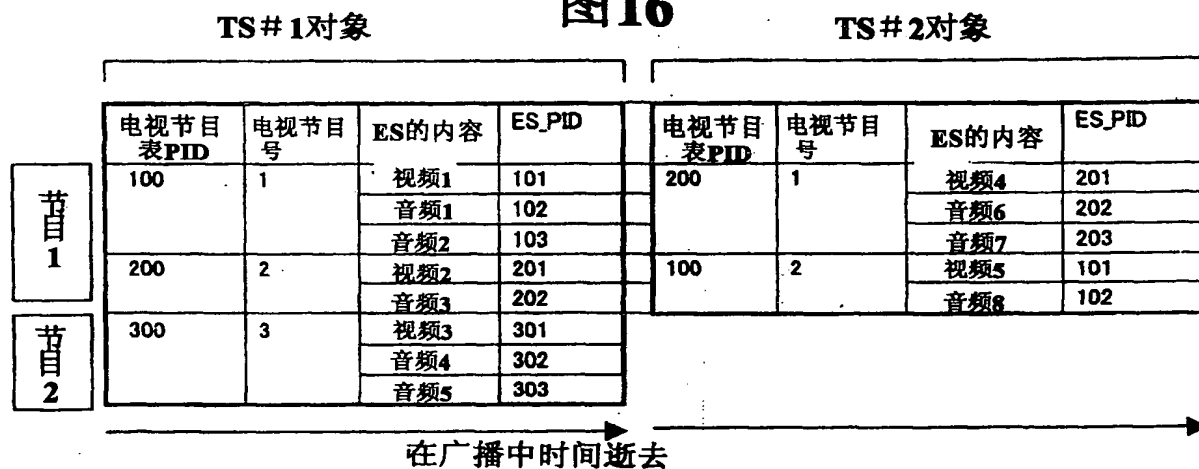 图16
TS#1对象
TS#2对象
电视节目表PID 电视节目号 ES的内容 ES_PID 电视节目表PID 电视节目号 ES的内容 ES_PID
节目1
100 1 视频1 101 200 1 视频4 201
音频1 102 音频6 202
音频2 103 音频7 203
200 2 视频2 201 100 2 视频5 101
音频3 202 音频8 102
节目2
300 3 视频3 301
音频4 302
音频5 303
在广播中时间逝去